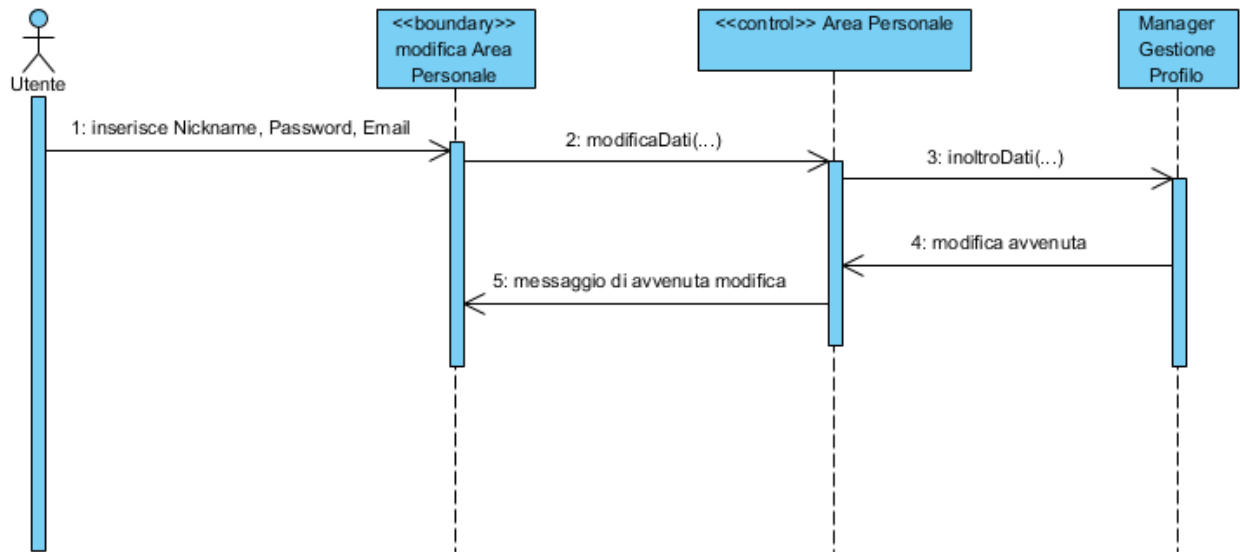 <<boundary>>
modifica Area
Personale
<<control>> Area Personale
Manager
Gestione
Profilo
Utente
1: inserisce Nickname, Password, Email
2: modificaDati(...)
3: inoltroDati(...)
4: modifica avvenuta
5: messaggio di avvenuta modifica